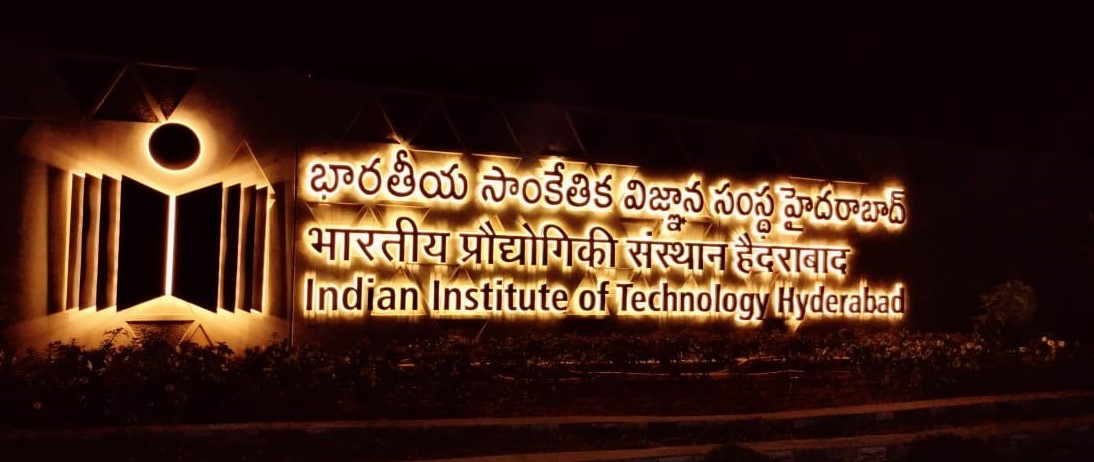 భారతీయ సాంకేతిక విజ్ఞాన సంస్థ హైదరాబాద్
भारतीय प्रौद्योगिकी संस्थान हैदराबाद
Indian Institute of Technology Hyderabad